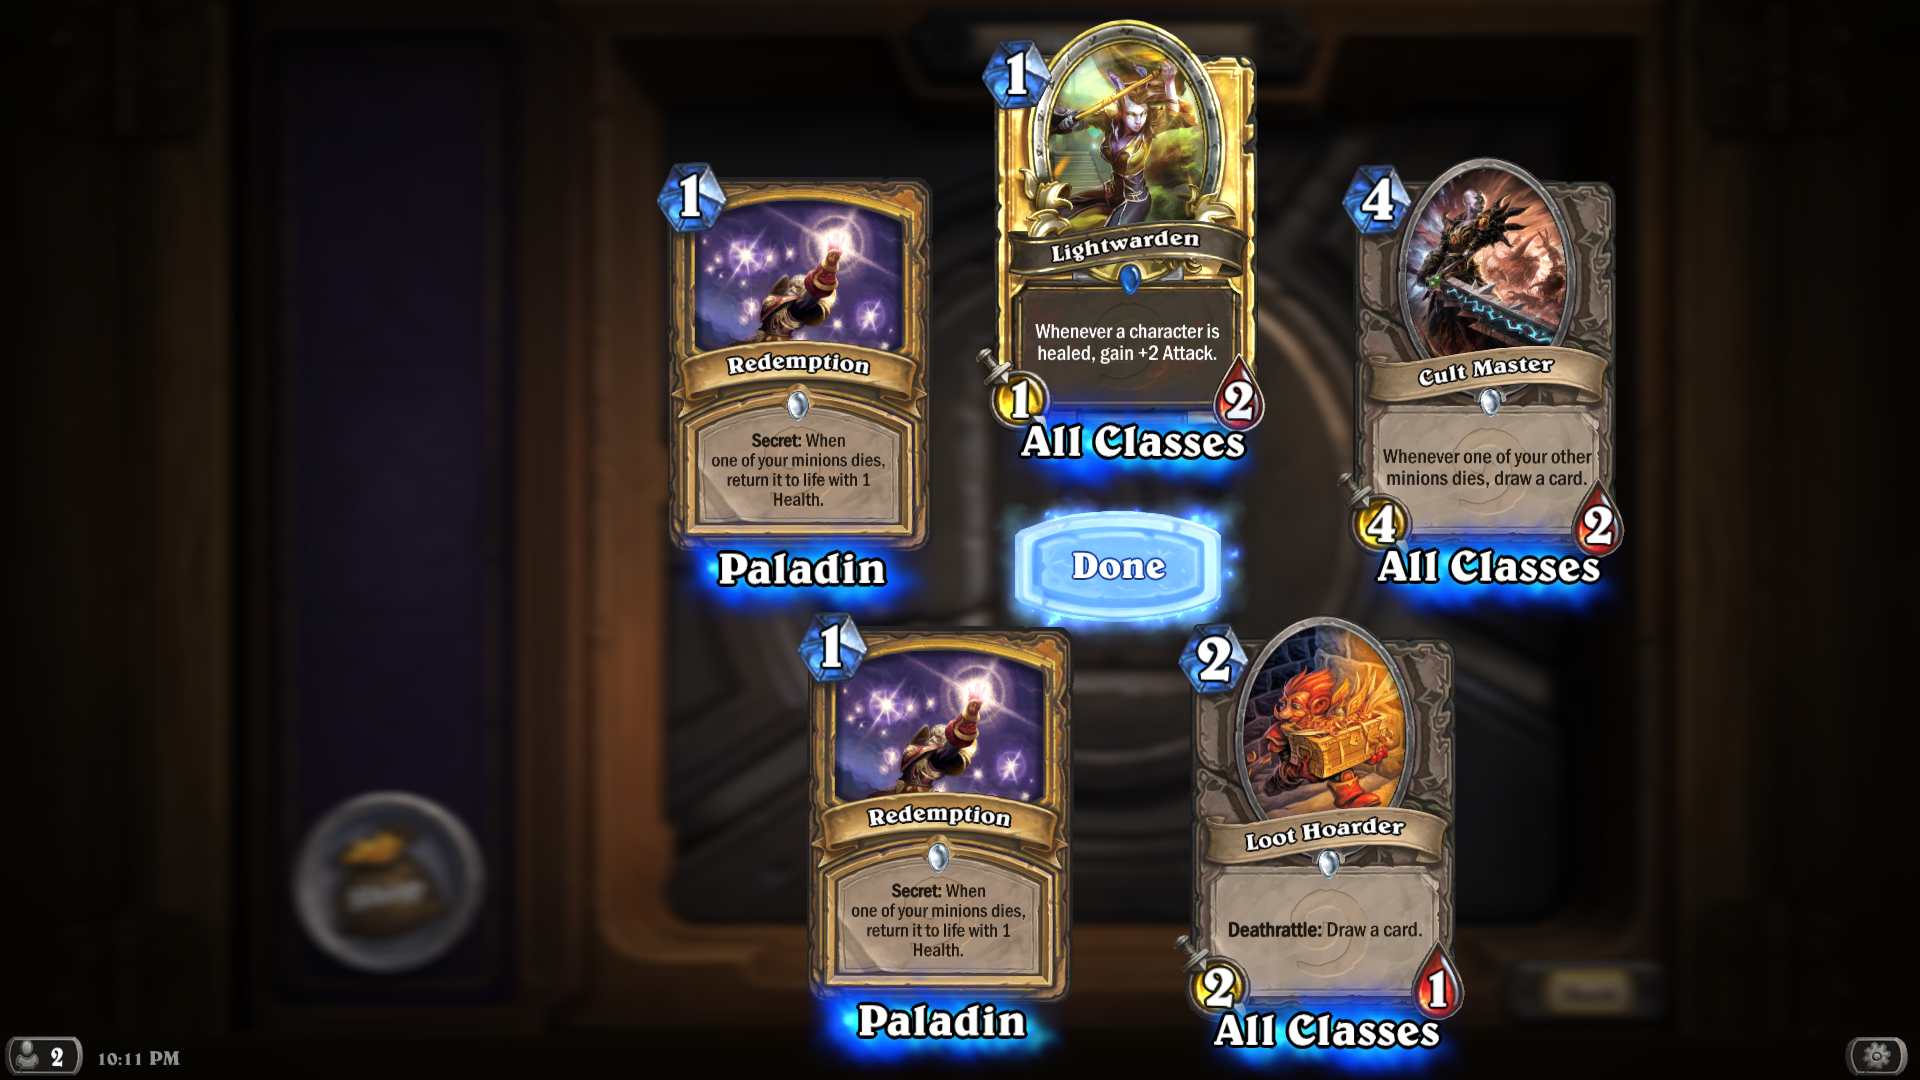 1
Lightwarden
Whenever a character is
healed, gain +2 Attack.
1
2
All Classes
1
Redemption
Secret: When
one of your minions dies,
return it to life with 1
Health.
Paladin
4
Cult Master
Whenever one of your other
minions dies, draw a card.
4
2
All Classes
Done
1
Redemption
Secret: When
one of your minions dies,
return it to life with 1
Health.
Paladin
2
Loot Hoarder
Deathrattle: Draw a card.
2
1
All Classes
2
10:11 PM